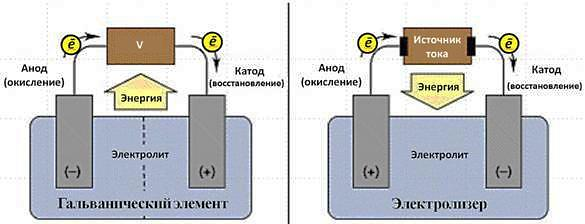 ē
V
ē
Анод
(окисление)
Катод
(восстановление)
Энергия
Электролит
(−)
(+)
Гальванический элемент
ē
Источник
тока
ē
Анод
(окисление)
Катод
(восстановление)
Энергия
Электролит
(+)
(−)
Электролизер